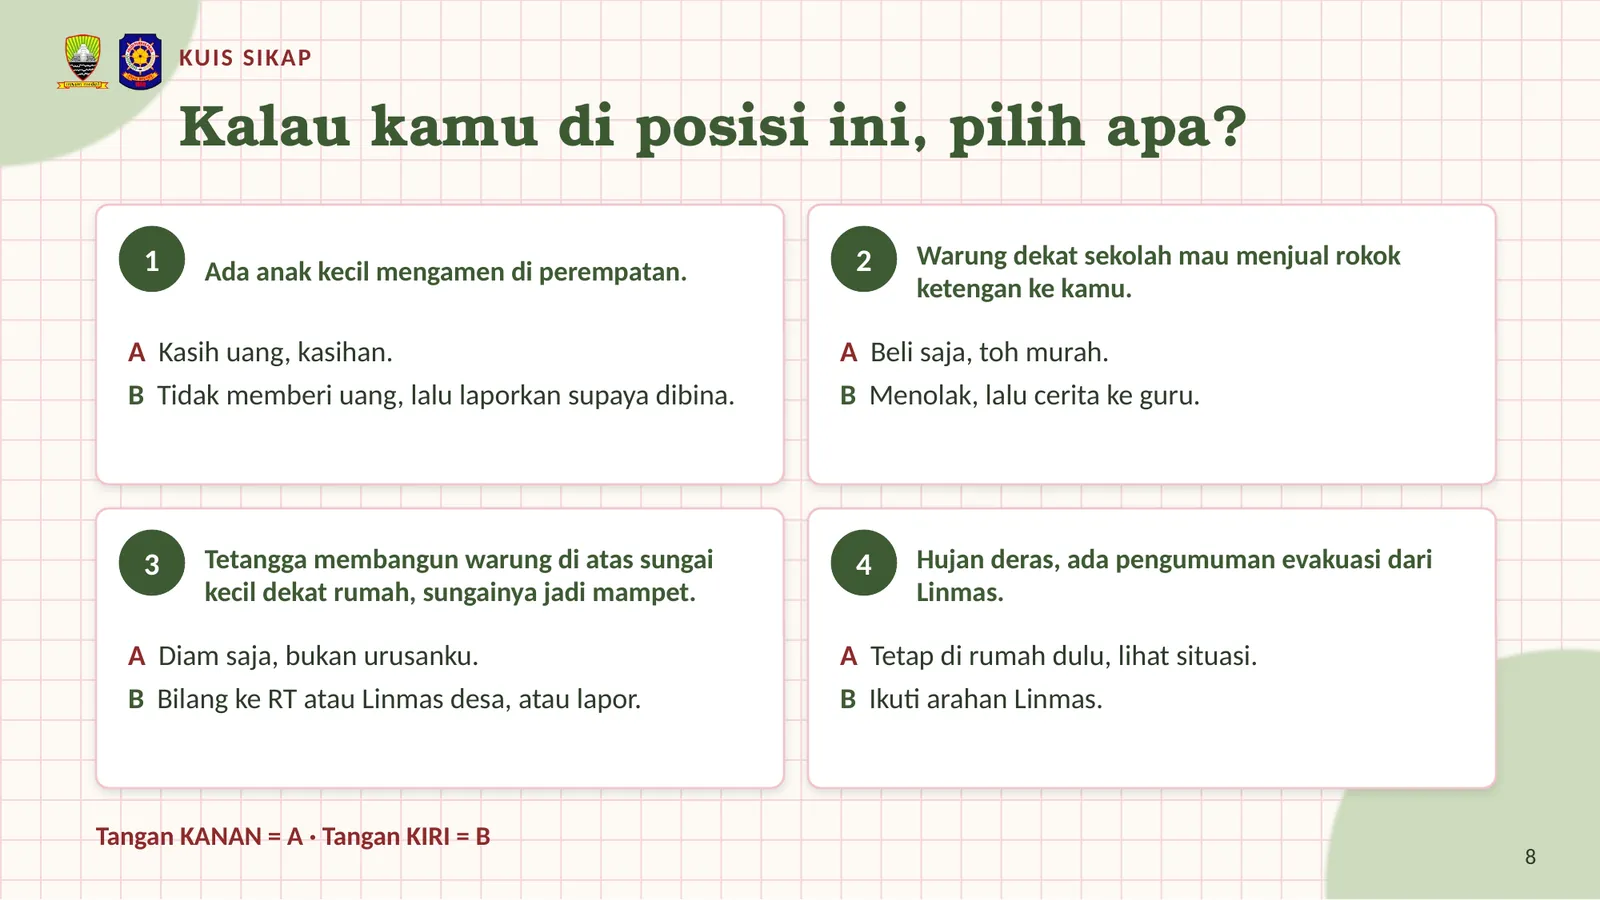 KUIS SIKAP
Kalau kamu di posisi ini, pilih apa?
1
Ada anak kecil mengamen di perempatan.
A Kasih uang, kasihan.
B Tidak memberi uang, lalu laporkan supaya dibina.
2
Warung dekat sekolah mau menjual rokok
ketengan ke kamu.
A Beli saja, toh murah.
B Menolak, lalu cerita ke guru.
3
Tetangga membangun warung di atas sungai
kecil dekat rumah, sungainya jadi mampet.
A Diam saja, bukan urusanku.
B Bilang ke RT atau Linmas desa, atau lapor.
4
Hujan deras, ada pengumuman evakuasi dari
Linmas.
A Tetap di rumah dulu, lihat situasi.
B Ikuti arahan Linmas.
Tangan KANAN = A · Tangan KIRI = B
8